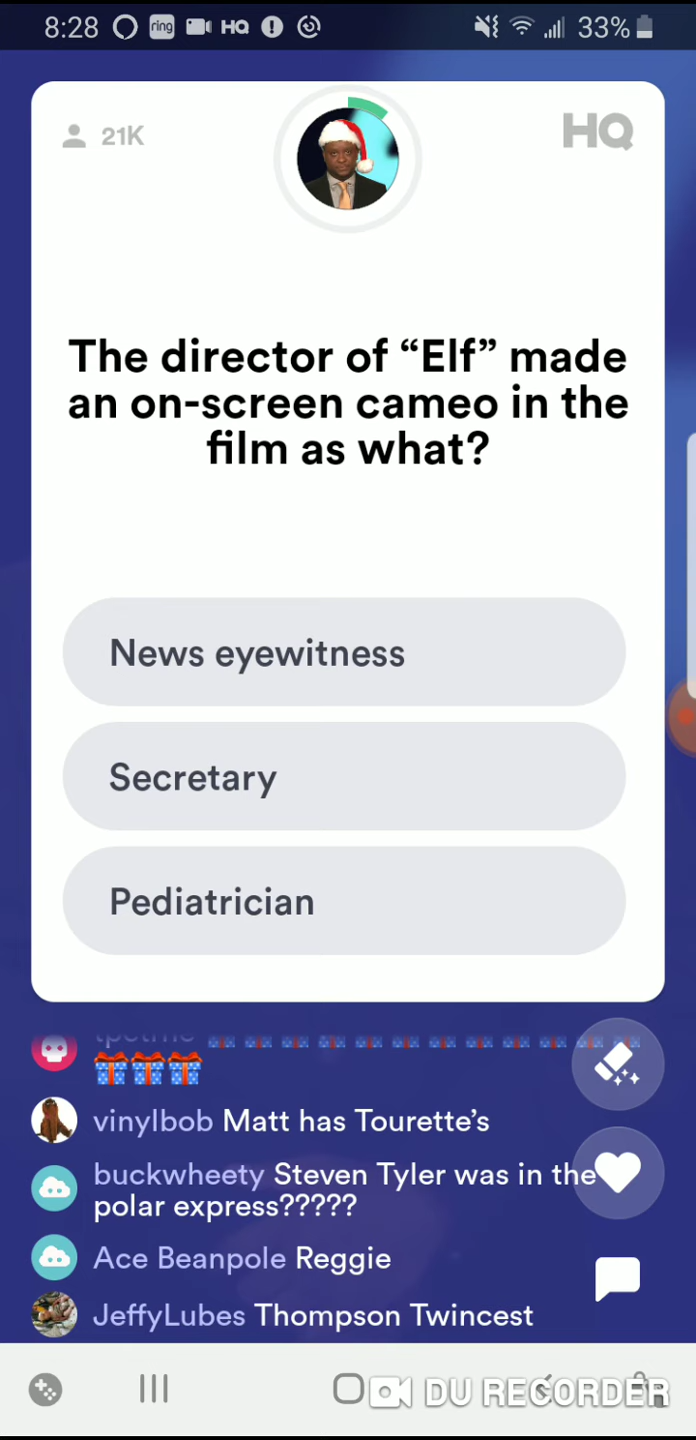 8:28 ring HQ 33%
21K HQ
The director of “Elf” made
an on-screen cameo in the
film as what?
News eyewitness
Secretary
Pediatrician
vinylbob Matt has Tourette’s
buckwheety Steven Tyler was in the
polar express?????
Ace Beanpole Reggie
JeffyLubes Thompson Twincest
DU RECORDER